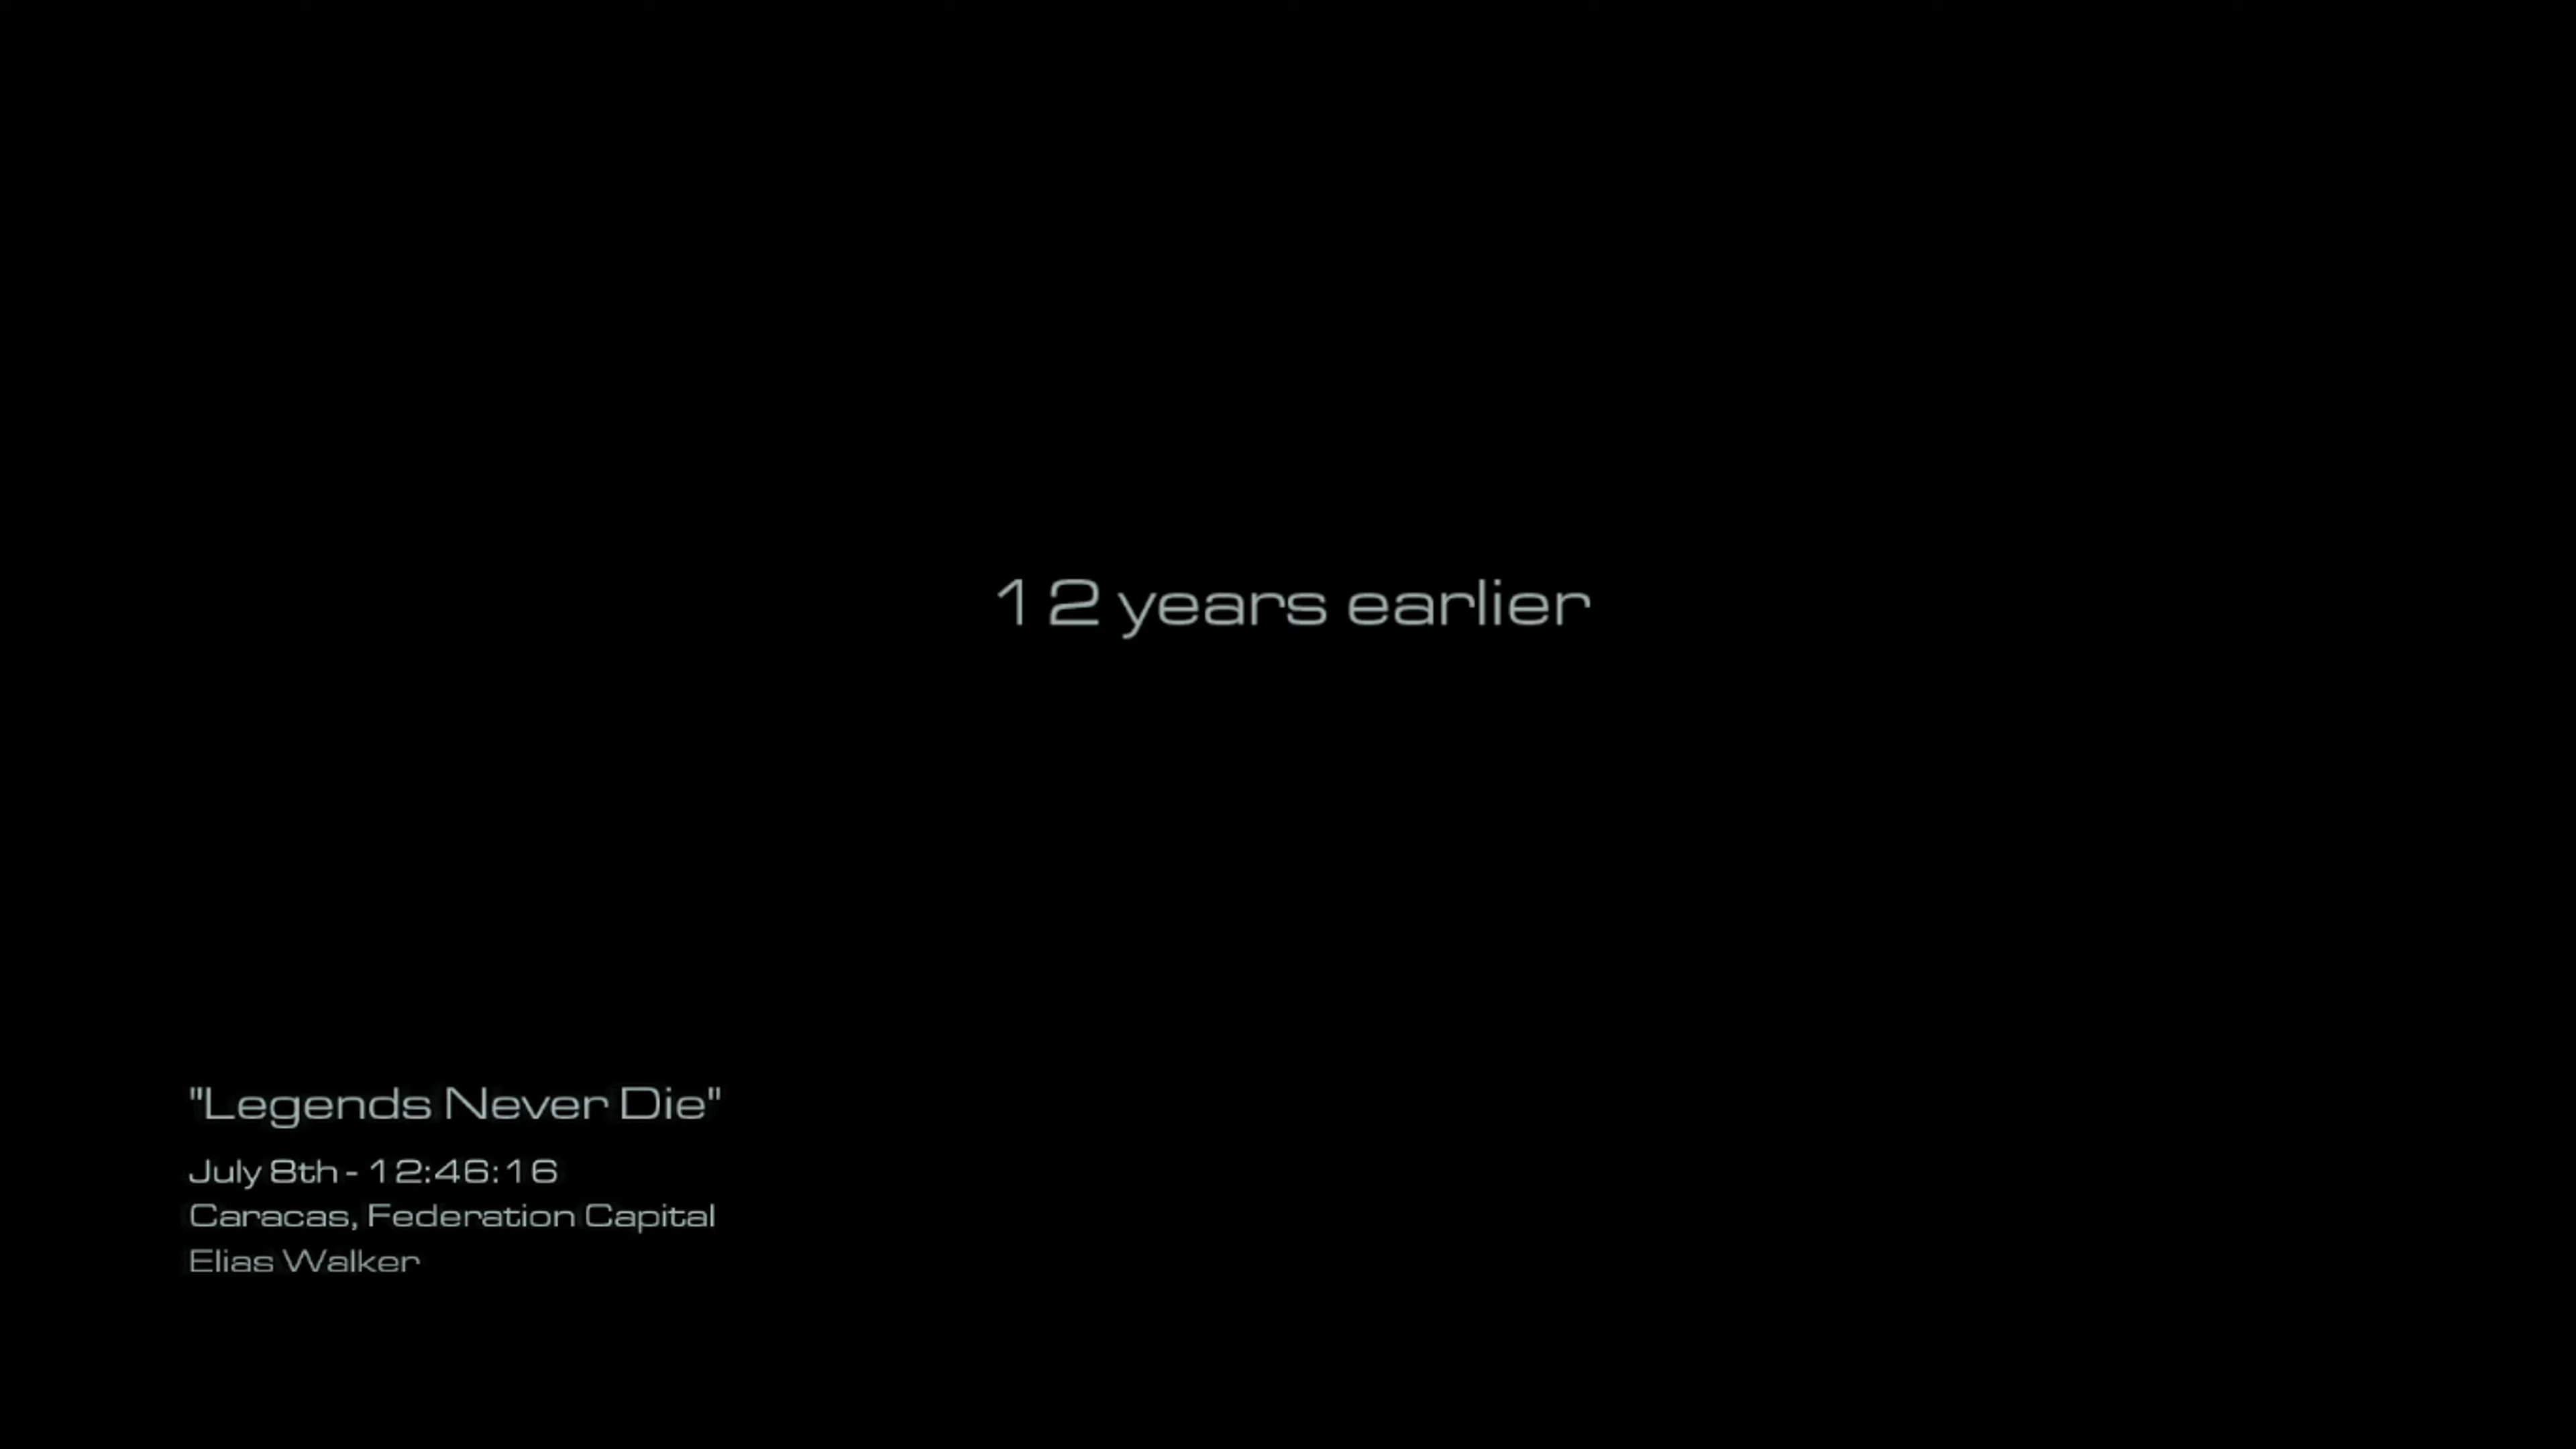 12 years earlier
"Legends Never Die"
July 8th - 12:46:16
Caracas, Federation Capital
Elias Walker